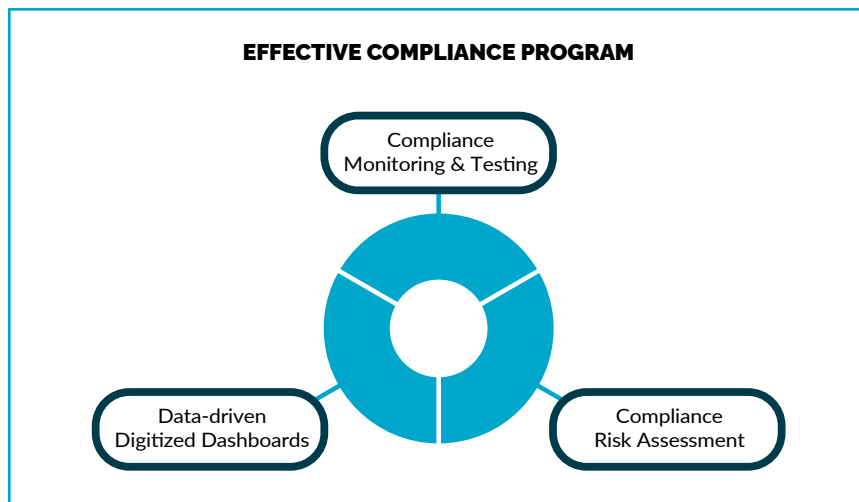 EFFECTIVE COMPLIANCE PROGRAM
Compliance
Monitoring & Testing
Data-driven
Digitized Dashboards
Compliance
Risk Assessment